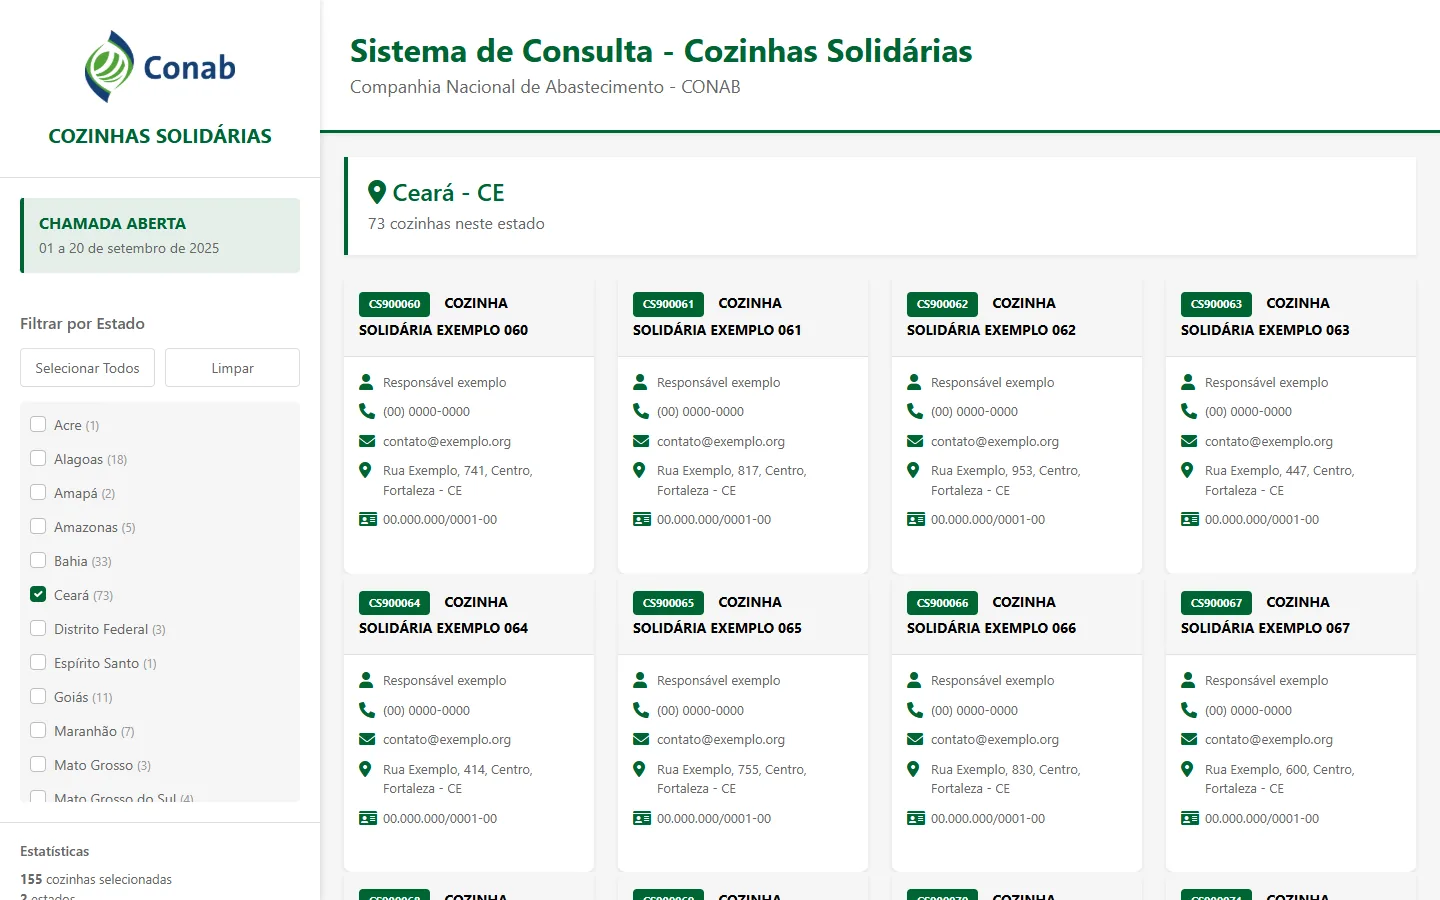 Conab
COZINHAS SOLIDÁRIAS
CHAMADA ABERTA
01 a 20 de setembro de 2025
Filtrar por Estado
Selecionar Todos
Limpar
Acre (1)
Alagoas (18)
Amapá (2)
Amazonas (5)
Bahia (33)
Ceará (73)
Distrito Federal (3)
Espírito Santo (1)
Goiás (11)
Maranhão (7)
Mato Grosso (3)
Mato Grosso do Sul (4)
Estatísticas
155 cozinhas selecionadas
2 estados
Sistema de Consulta - Cozinhas Solidárias
Companhia Nacional de Abastecimento - CONAB
Ceará - CE
73 cozinhas neste estado
CS900060 COZINHA
SOLIDÁRIA EXEMPLO 060
Responsável exemplo
(00) 0000-0000
contato@exemplo.org
Rua Exemplo, 741, Centro,
Fortaleza - CE
00.000.000/0001-00
CS900061 COZINHA
SOLIDÁRIA EXEMPLO 061
Responsável exemplo
(00) 0000-0000
contato@exemplo.org
Rua Exemplo, 817, Centro,
Fortaleza - CE
00.000.000/0001-00
CS900062 COZINHA
SOLIDÁRIA EXEMPLO 062
Responsável exemplo
(00) 0000-0000
contato@exemplo.org
Rua Exemplo, 953, Centro,
Fortaleza - CE
00.000.000/0001-00
CS900063 COZINHA
SOLIDÁRIA EXEMPLO 063
Responsável exemplo
(00) 0000-0000
contato@exemplo.org
Rua Exemplo, 447, Centro,
Fortaleza - CE
00.000.000/0001-00
CS900064 COZINHA
SOLIDÁRIA EXEMPLO 064
Responsável exemplo
(00) 0000-0000
contato@exemplo.org
Rua Exemplo, 414, Centro,
Fortaleza - CE
00.000.000/0001-00
CS900065 COZINHA
SOLIDÁRIA EXEMPLO 065
Responsável exemplo
(00) 0000-0000
contato@exemplo.org
Rua Exemplo, 755, Centro,
Fortaleza - CE
00.000.000/0001-00
CS900066 COZINHA
SOLIDÁRIA EXEMPLO 066
Responsável exemplo
(00) 0000-0000
contato@exemplo.org
Rua Exemplo, 830, Centro,
Fortaleza - CE
00.000.000/0001-00
CS900067 COZINHA
SOLIDÁRIA EXEMPLO 067
Responsável exemplo
(00) 0000-0000
contato@exemplo.org
Rua Exemplo, 600, Centro,
Fortaleza - CE
00.000.000/0001-00
COZINHA
COZINHA
COZINHA
COZINHA